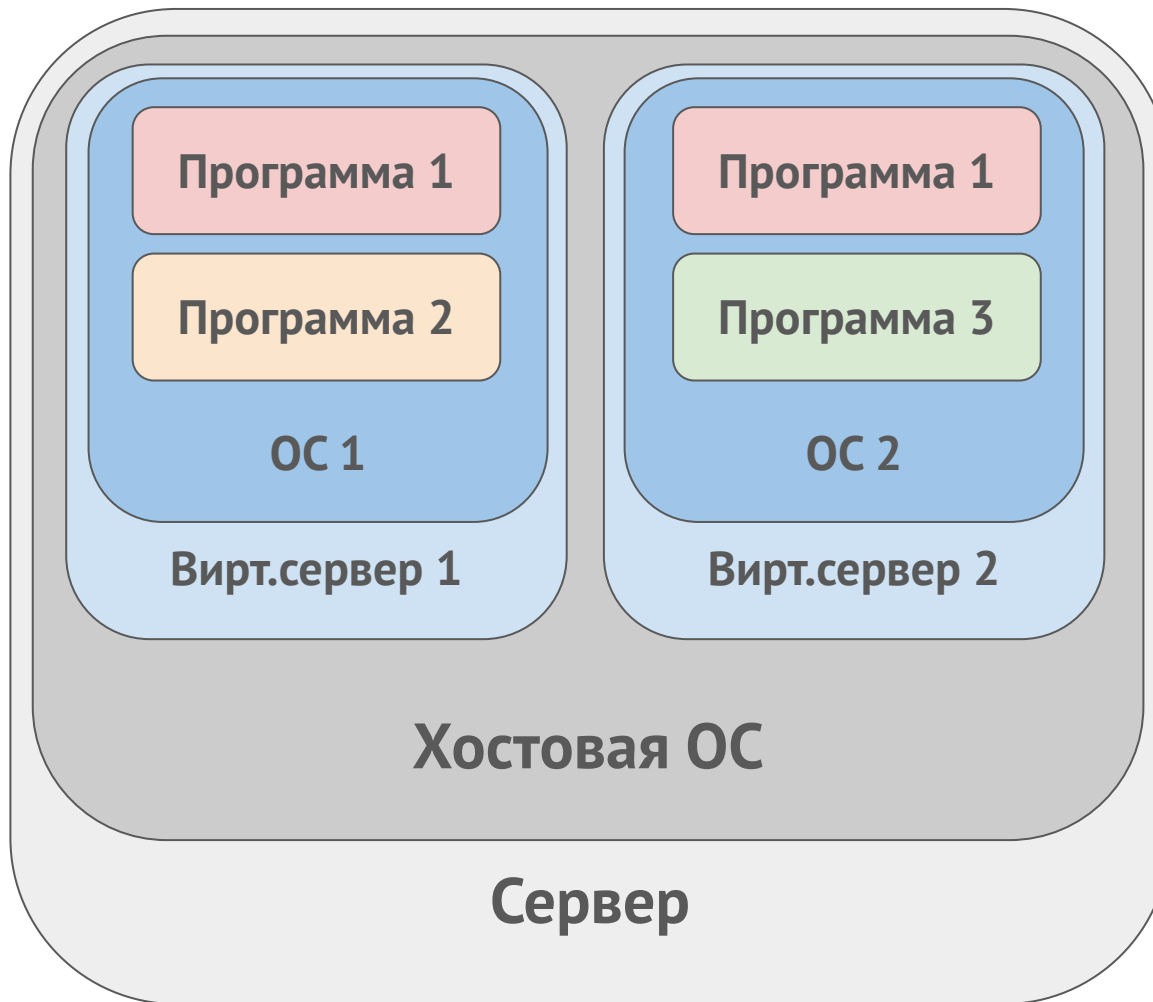 Программа 1
Программа 2
ОС 1
Вирт.сервер 1
Программа 1
Программа 3
ОС 2
Вирт.сервер 2
Хостовая ОС
Сервер